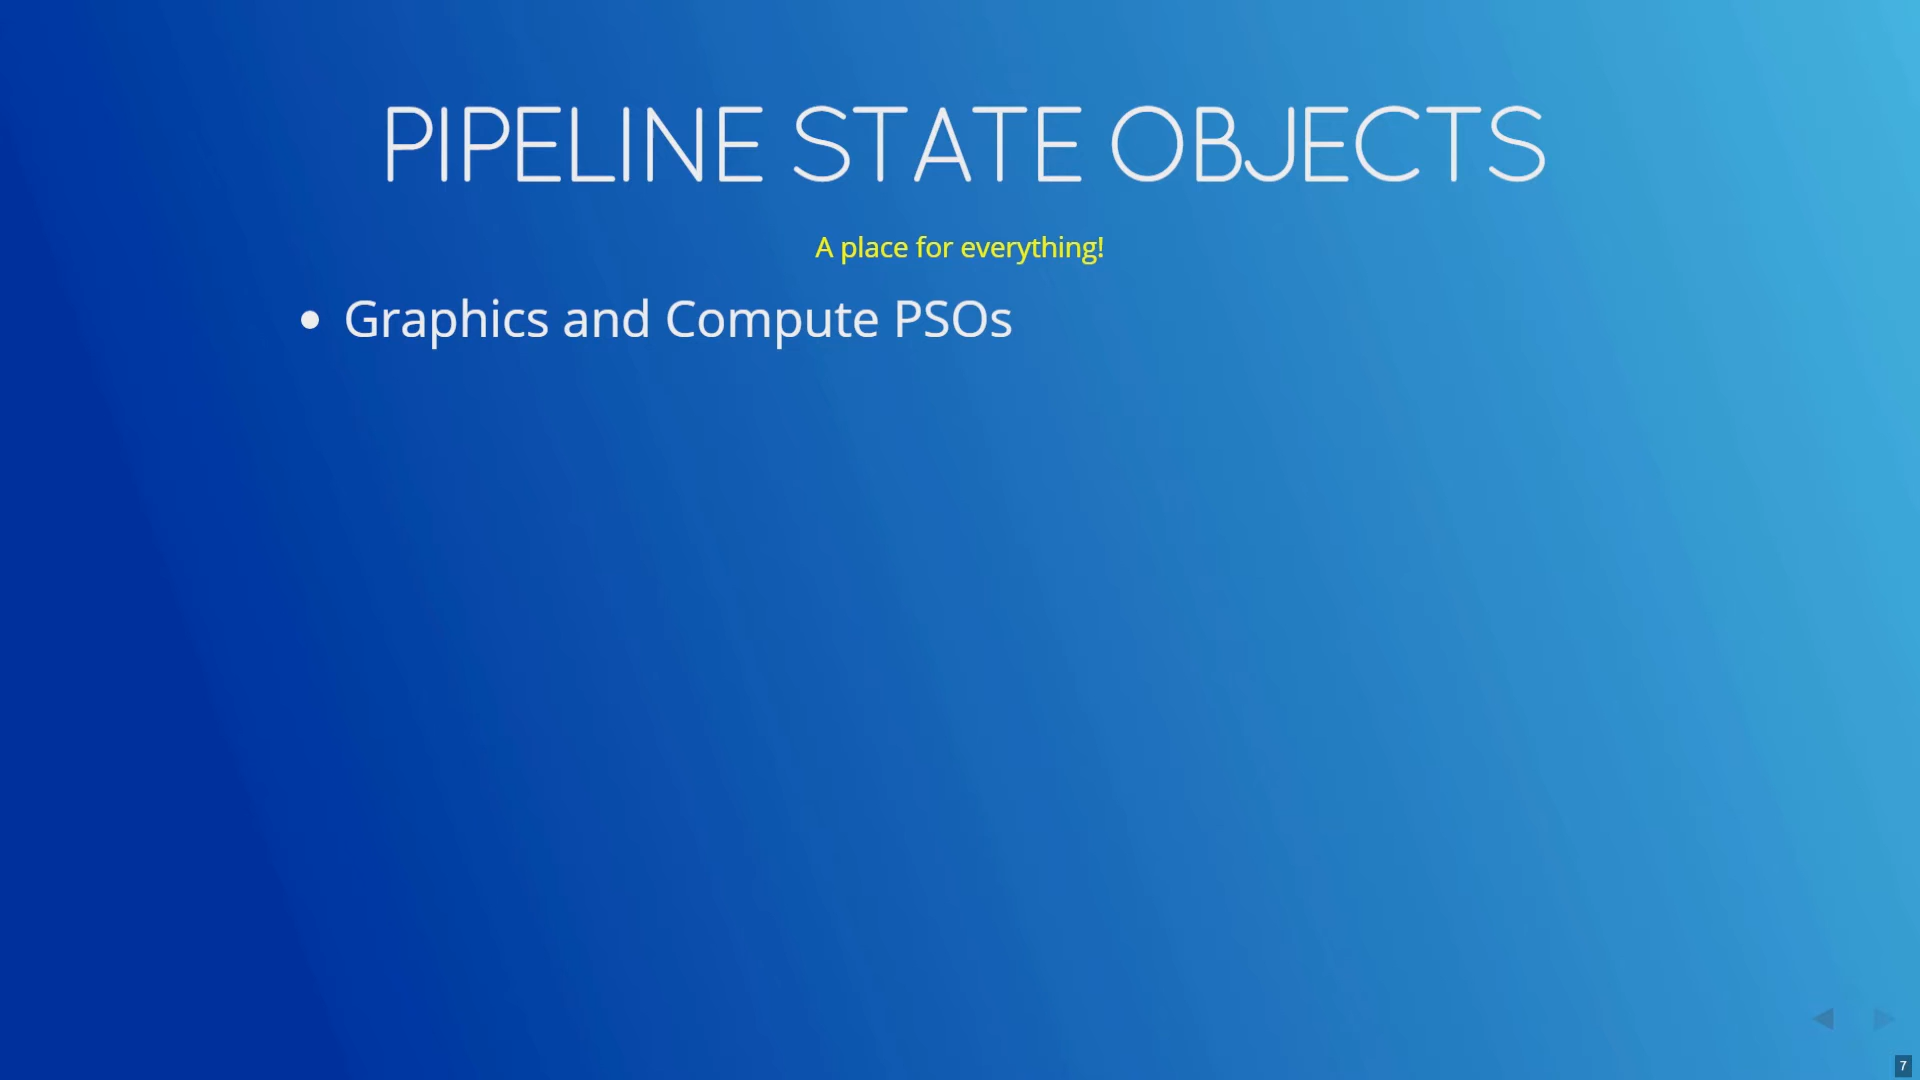 PIPELINE STATE OBJECTS
A place for everything!
• Graphics and Compute PSOs
7